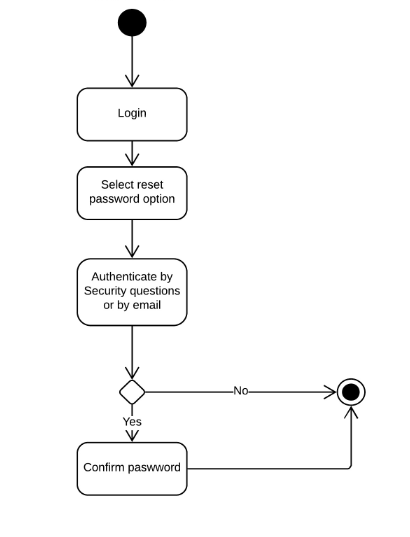 Login
Select reset
password option
Authenticate by
Security questions
or by email
No
Yes
Confirm paswword